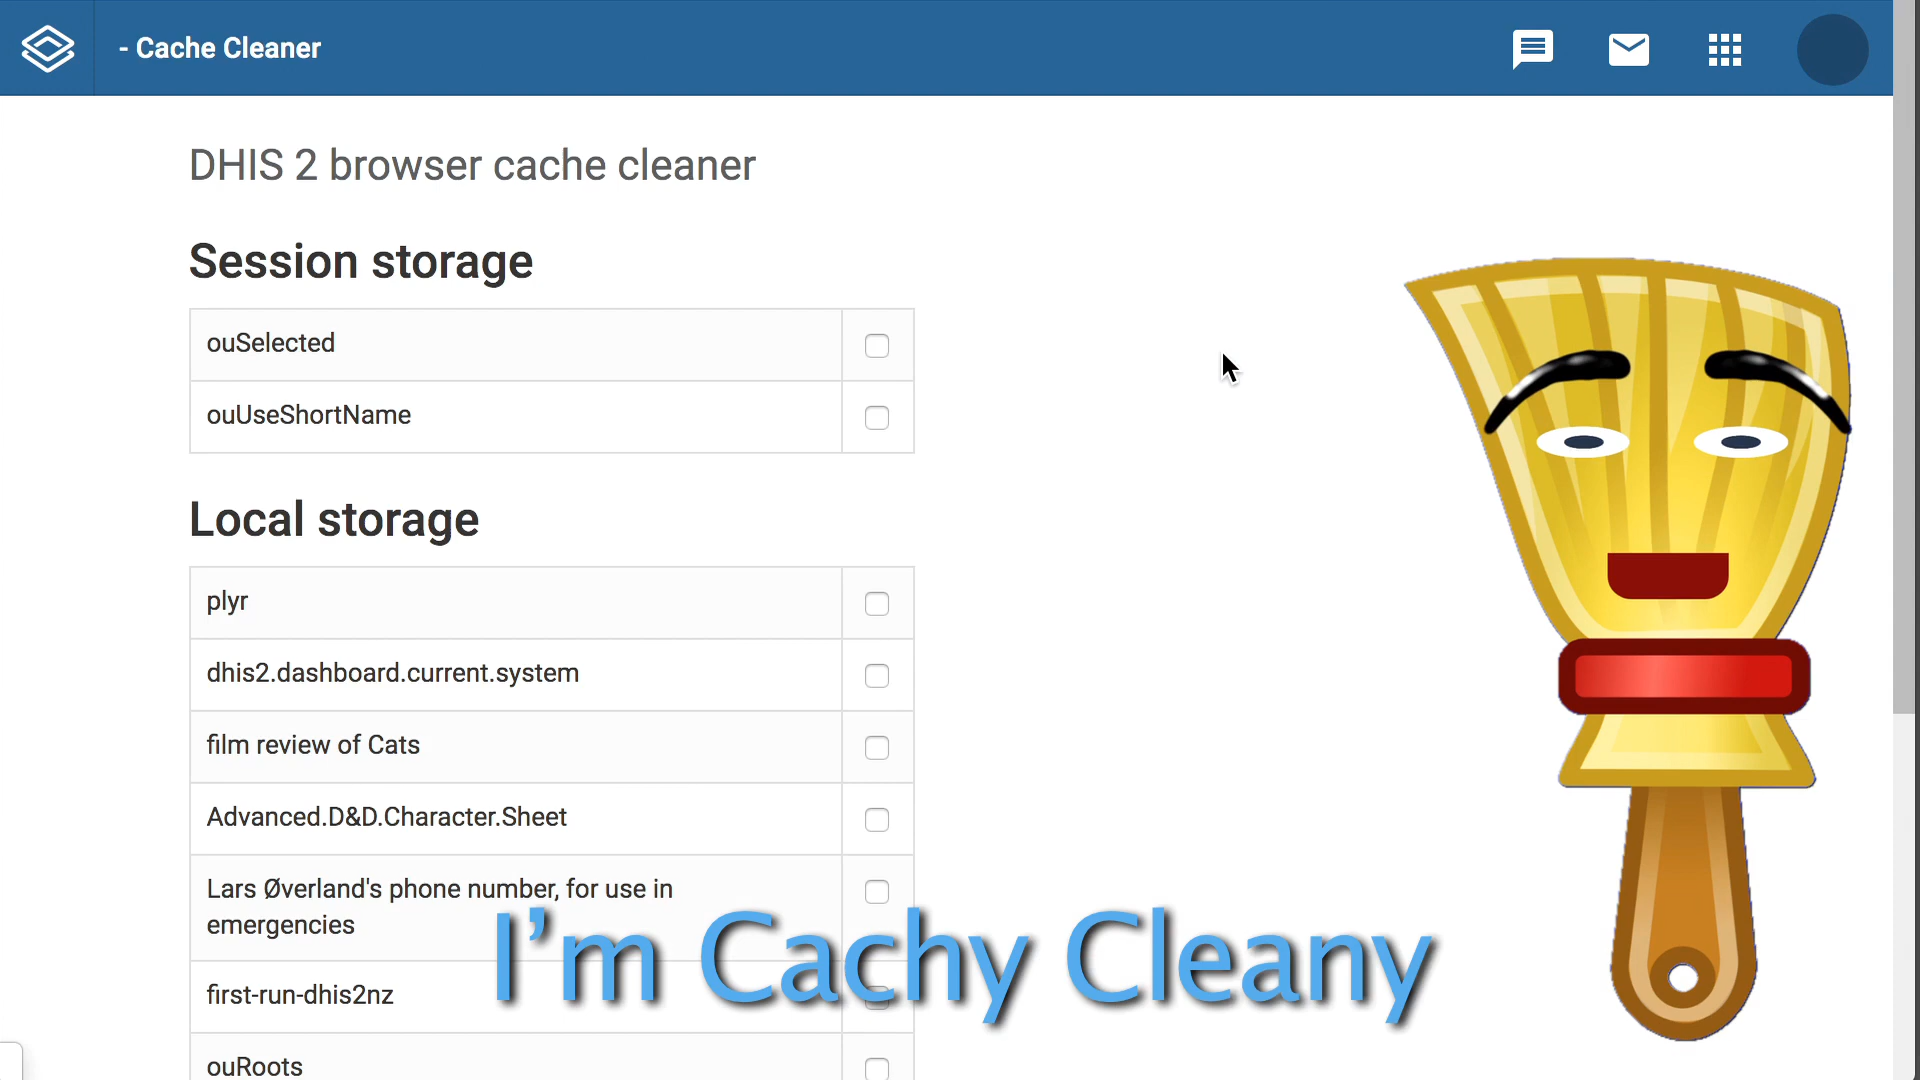 - Cache Cleaner
DHIS 2 browser cache cleaner
Session storage
ouSelected
ouUseShortName
Local storage
plyr
dhis2.dashboard.current.system
film review of Cats
Advanced.D&D.Character.Sheet
Lars Øverland's phone number, for use in
emergencies
I'm Cachy Cleany
first-run-dhis2nz
ouRoots